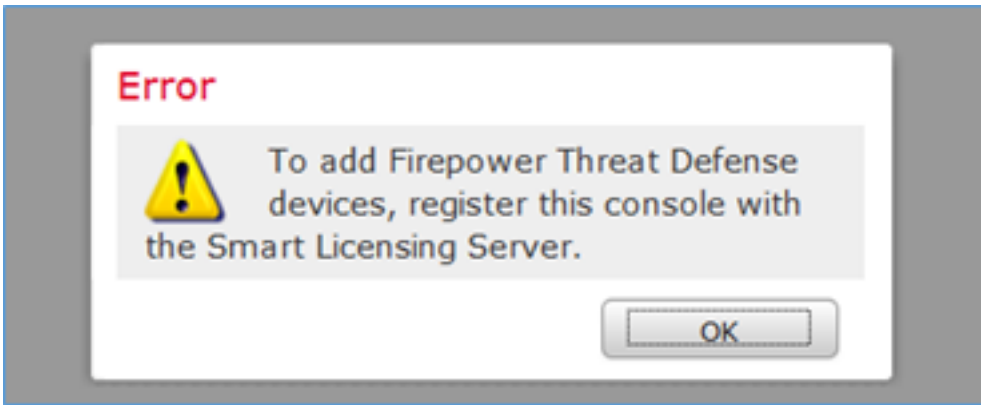 Error
To add Firepower Threat Defense
devices, register this console with
the Smart Licensing Server.
OK